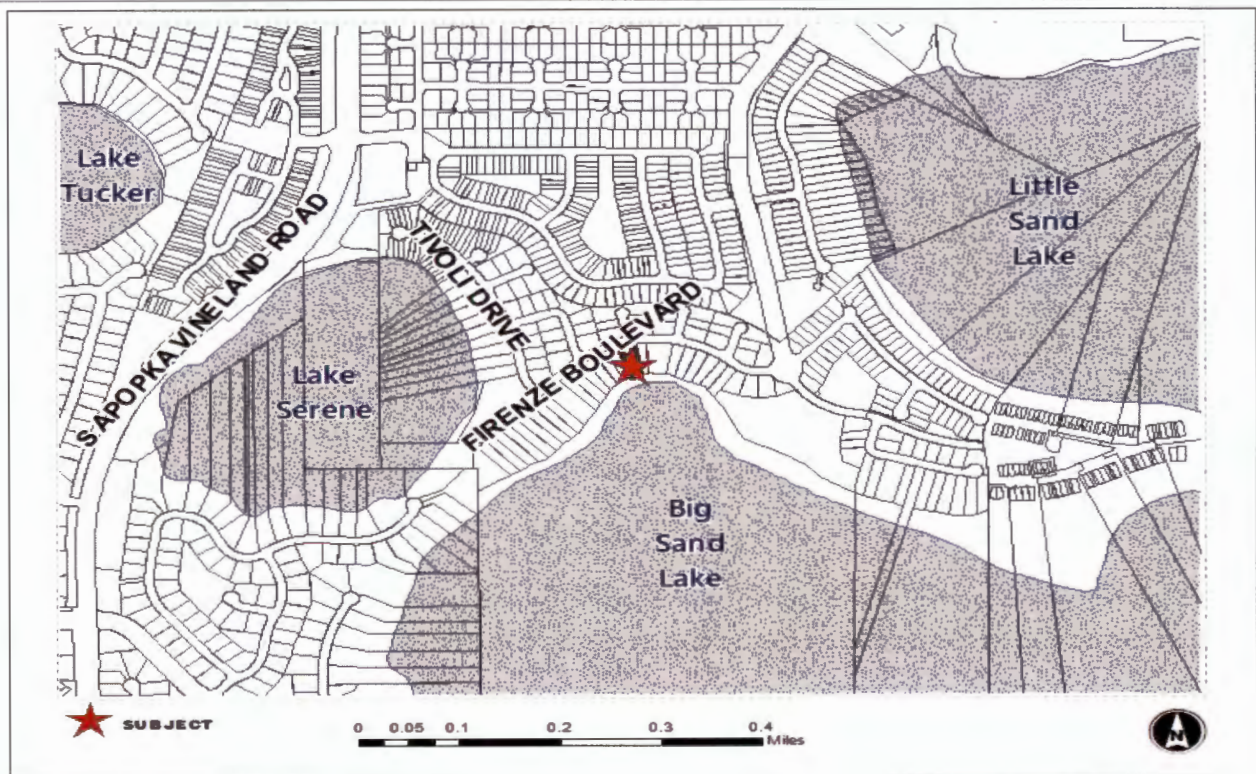 Lake
Tucker
Little
Sand
Lake
S APOPKA VINELAND ROAD
TIVOLI DRIVE
FIRENZE BOULEVARD
Lake
Serene
Big
Sand
Lake
SUBJECT
0 0.05 0.1 0.2 0.3 0.4
Miles
N